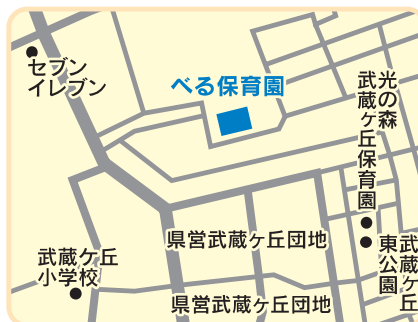 セブン
イレブン
べる保育園
光の森
武蔵ヶ丘保育園
武蔵ケ丘
小学校
県営武蔵ヶ丘団地
県営武蔵ヶ丘団地
武蔵ヶ丘
東公園